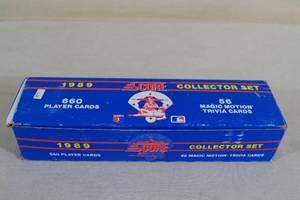 1989 SCORE COLLECTOR SET
660
PLAYER CARDS
56
MAGIC MOTION
TRIVIA CARDS
1989 SCORE COLLECTOR SET
660 PLAYER CARDS
56 MAGIC MOTION TRIVIA CARDS